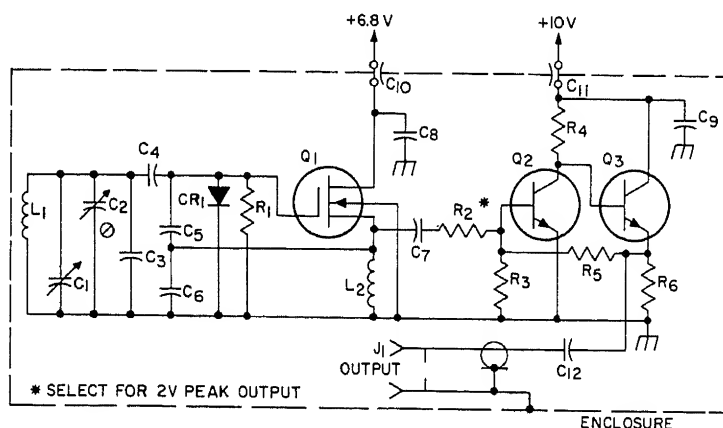 +6.8 V
+10V
C10
C11
C8
C9
Q1
R4
Q2
Q3
C4
L1
C2
CR1
R1
C5
R2 *
C7
R5
C3
C1
C6
L2
R3
R6
J1
OUTPUT
C12
* SELECT FOR 2V PEAK OUTPUT
ENCLOSURE